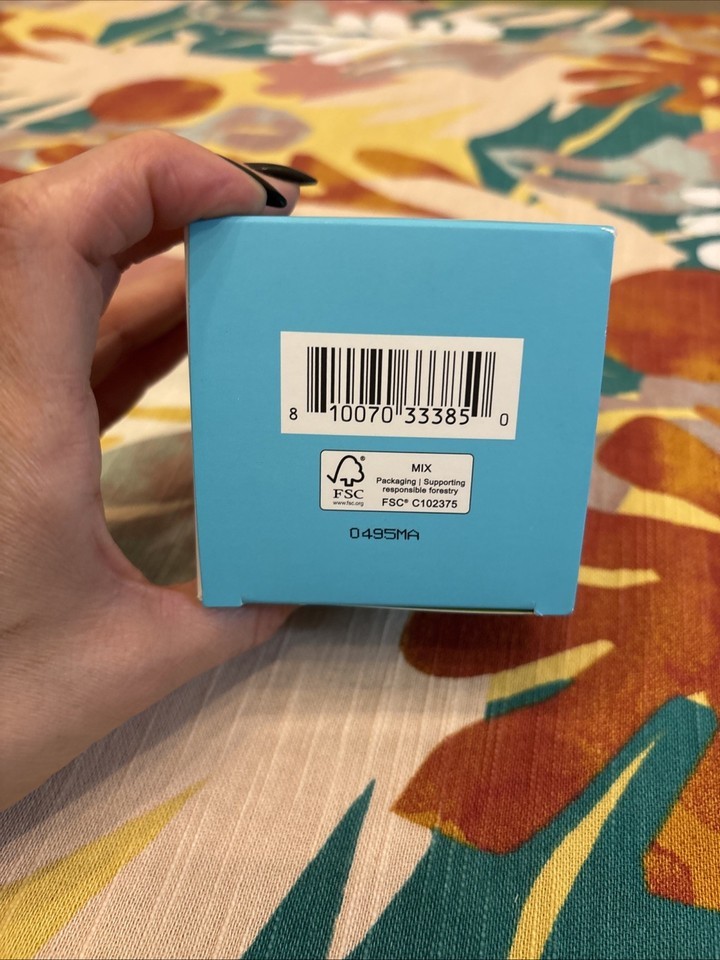 8 10070 33385 0
FSC®
www.fsc.org
MIX
Packaging | Supporting
responsible forestry
FSC® C102375
0495MA